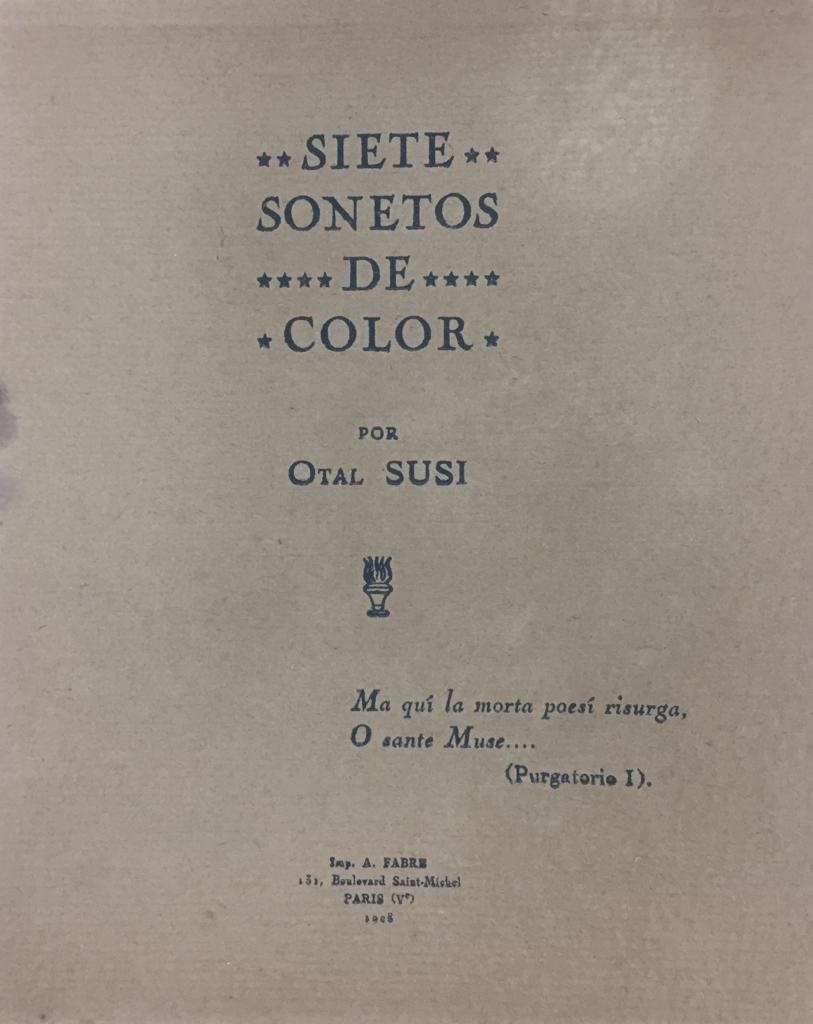 ** SIETE **
SONETOS
**** DE ****
* COLOR *
POR
OTAL SUSI
Ma quí la morta poesí risurga,
O sante Muse....
(Purgatorio I).
Imp. A. FABRE
131, Boulevard Saint-Michel
PARIS (Vᵉ)